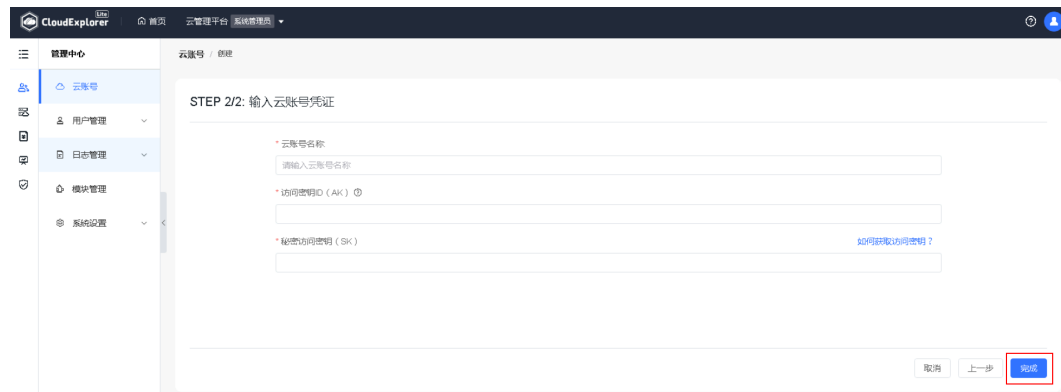 CloudExplorer Lite 首页 云管理平台 系统管理员
管理中心
云账号 / 创建
云账号
用户管理
日志管理
模块管理
系统设置
STEP 2/2: 输入云账号凭证
* 云账号名称
请输入云账号名称
* 访问密钥ID（AK）
* 秘密访问密钥（SK） 如何获取访问密钥？
取消 上一步 完成